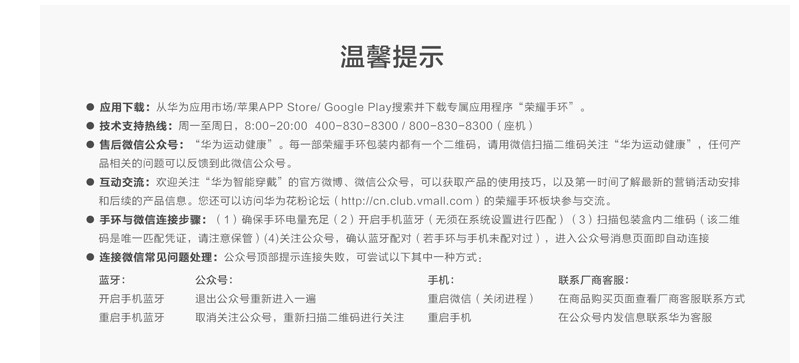 温馨提示
● 应用下载：从华为应用市场/苹果APP Store/ Google Play搜索并下载专属应用程序“荣耀手环”。
● 技术支持热线：周一至周日，8:00-20:00 400-830-8300 / 800-830-8300（座机）
● 售后微信公众号：“华为运动健康”。每一部荣耀手环包装内都有一个二维码，请用微信扫描二维码关注“华为运动健康”，任何产
品相关的问题可以反馈到此微信公众号。
● 互动交流：欢迎关注“华为智能穿戴”的官方微博、微信公众号，可以获取产品的使用技巧，以及第一时间了解最新的营销活动安排
和后续的产品信息。您还可以访问华为花粉论坛（http://cn.club.vmall.com）的荣耀手环板块参与交流。
● 手环与微信连接步骤：（1）确保手环电量充足（2）开启手机蓝牙（无须在系统设置进行匹配）（3）扫描包装盒内二维码（该二维
码是唯一匹配凭证，请注意保管）(4)关注公众号，确认蓝牙配对（若手环与手机未配对过），进入公众号消息页面即自动连接
● 连接微信常见问题处理：公众号顶部提示连接失败，可尝试以下其中一种方式：
蓝牙： 公众号： 手机： 联系厂商客服：
开启手机蓝牙 退出公众号重新进入一遍 重启微信（关闭进程） 在商品购买页面查看厂商客服联系方式
重启手机蓝牙 取消关注公众号，重新扫描二维码进行关注 重启手机 在公众号内发信息联系华为客服